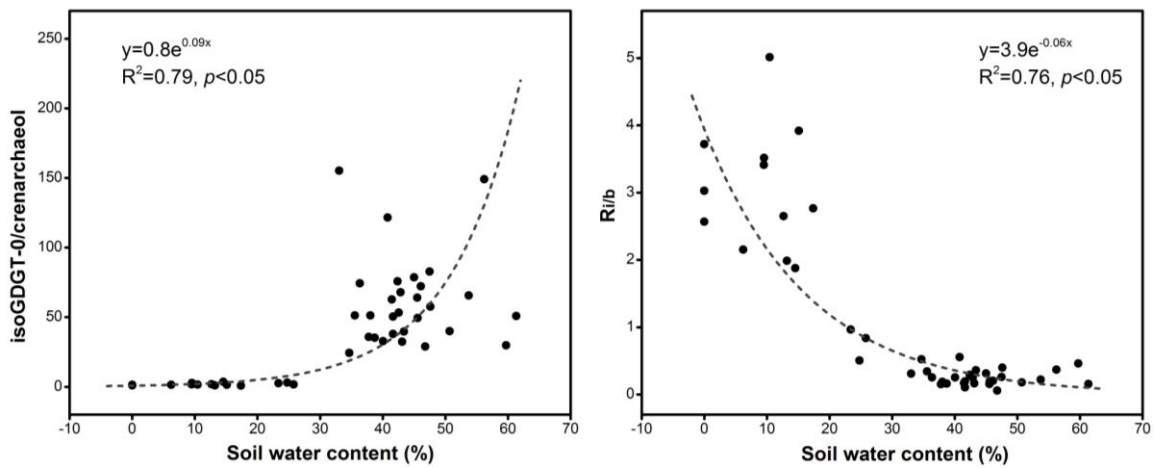 y=0.8e^0.09x
R²=0.79, p<0.05
250
200
150
100
50
0
isoGDGT-0/crenarchaeol
-10 0 10 20 30 40 50 60 70
Soil water content (%)
y=3.9e^-0.06x
R²=0.76, p<0.05
5
4
3
2
1
0
Ri/b
-10 0 10 20 30 40 50 60 70
Soil water content (%)